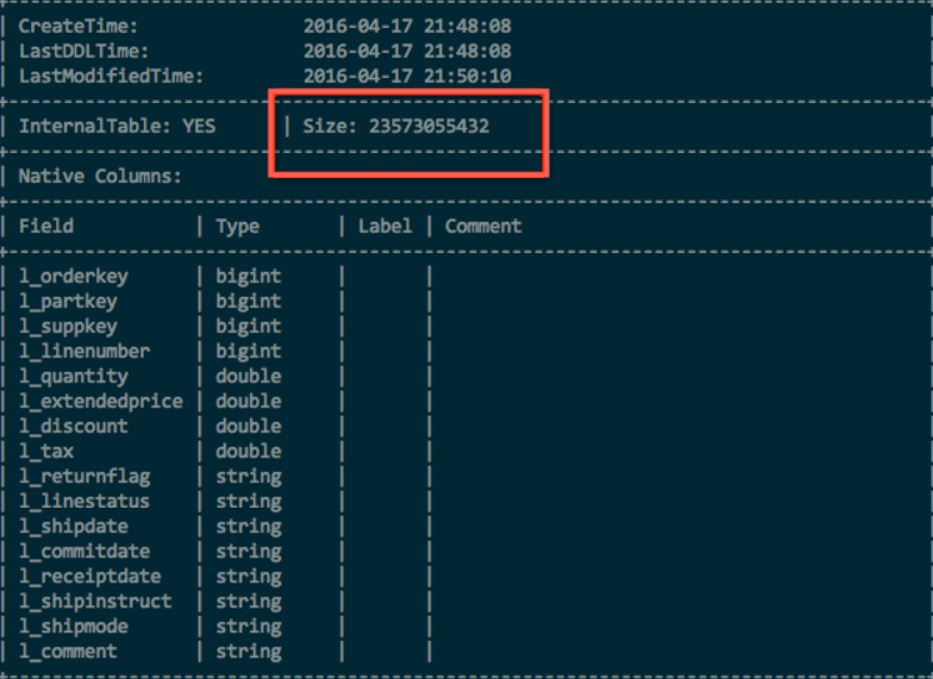 | CreateTime: 2016-04-17 21:48:08
| LastDDLTime: 2016-04-17 21:48:08
| LastModifiedTime: 2016-04-17 21:50:10
| InternalTable: YES | Size: 23573055432
| Native Columns:
| Field | Type | Label | Comment
| l_orderkey | bigint | |
| l_partkey | bigint | |
| l_suppkey | bigint | |
| l_linenumber | bigint | |
| l_quantity | double | |
| l_extendedprice | double | |
| l_discount | double | |
| l_tax | double | |
| l_returnflag | string | |
| l_linestatus | string | |
| l_shipdate | string | |
| l_commitdate | string | |
| l_receiptdate | string | |
| l_shipinstruct | string | |
| l_shipmode | string | |
| l_comment | string | |